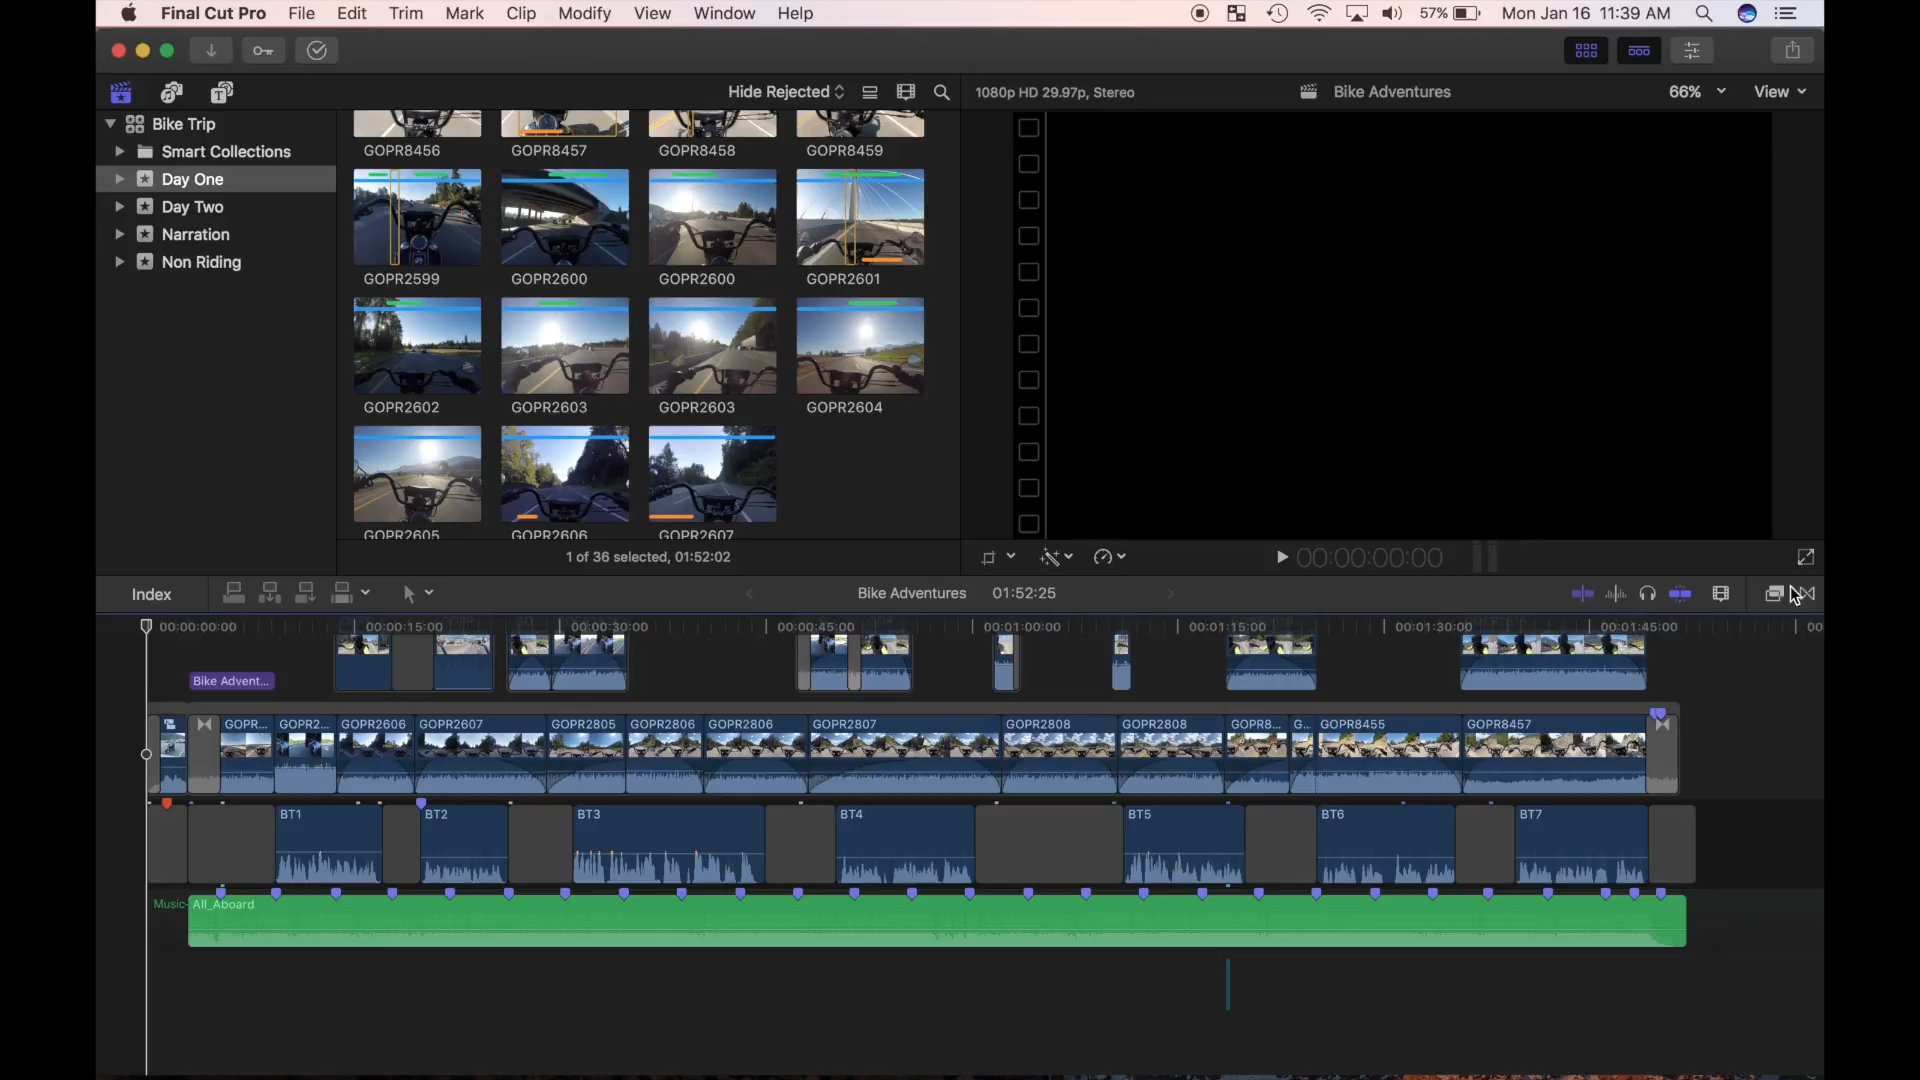 Final Cut Pro File Edit Trim Mark Clip Modify View Window Help 57% Mon Jan 16 11:39 AM
Hide Rejected 1080p HD 29.97p, Stereo Bike Adventures 66% View
Bike Trip
Smart Collections
Day One
Day Two
Narration
Non Riding
GOPR8456 GOPR8457 GOPR8458 GOPR8459
GOPR2599 GOPR2600 GOPR2600 GOPR2601
GOPR2602 GOPR2603 GOPR2603 GOPR2604
GOPR2605 GOPR2606 GOPR2607
1 of 36 selected, 01:52:02 00:00:00:00
Index Bike Adventures 01:52:25
00:00:00:00 00:00:15:00 00:00:30:00 00:00:45:00 00:01:00:00 00:01:15:00 00:01:30:00 00:01:45:00 00
Bike Advent...
GOPR... GOPR2... GOPR2606 GOPR2607 GOPR2805 GOPR2806 GOPR2806 GOPR2807 GOPR2808 GOPR2808 GOPR8... G... GOPR8455 GOPR8457
BT1 BT2 BT3 BT4 BT5 BT6 BT7
Music- All_Aboard